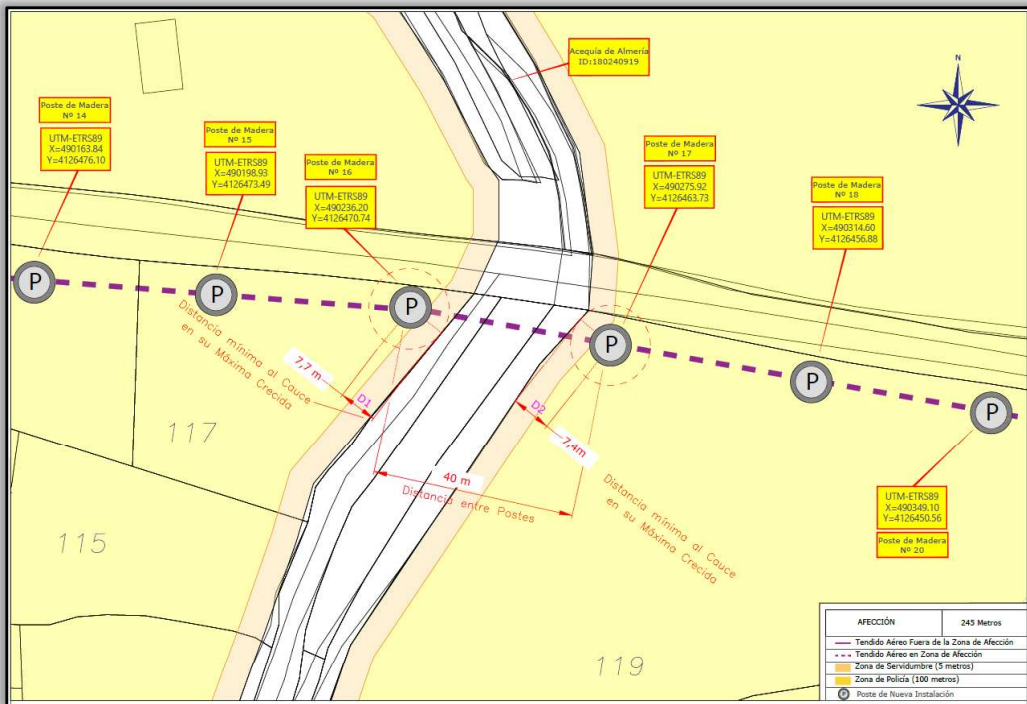 Acequia de Almería
ID:180240919
N
Poste de Madera
Nº 14
UTM-ETRS89
X=490163.84
Y=4126476.10
Poste de Madera
Nº 15
UTM-ETRS89
X=490198.93
Y=4126473.49
Poste de Madera
Nº 16
UTM-ETRS89
X=490236.20
Y=4126470.74
Poste de Madera
Nº 17
UTM-ETRS89
X=490275.92
Y=4126463.73
Poste de Madera
Nº 18
UTM-ETRS89
X=490314.60
Y=4126456.88
P
P
P
P
P
P
Distancia mínima al Cauce
en su Máxima Crecida
7,7 m
D1
D2
7,4m
Distancia mínima al Cauce
en su Máxima Crecida
40 m
Distancia entre Postes
117
115
119
UTM-ETRS89
X=490349.10
Y=4126450.56
Poste de Madera
Nº 20
AFECCIÓN 245 Metros
Tendido Aéreo Fuera de la Zona de Afección
Tendido Aéreo en Zona de Afección
Zona de Servidumbre (5 metros)
Zona de Policía (100 metros)
P Poste de Nueva Instalación